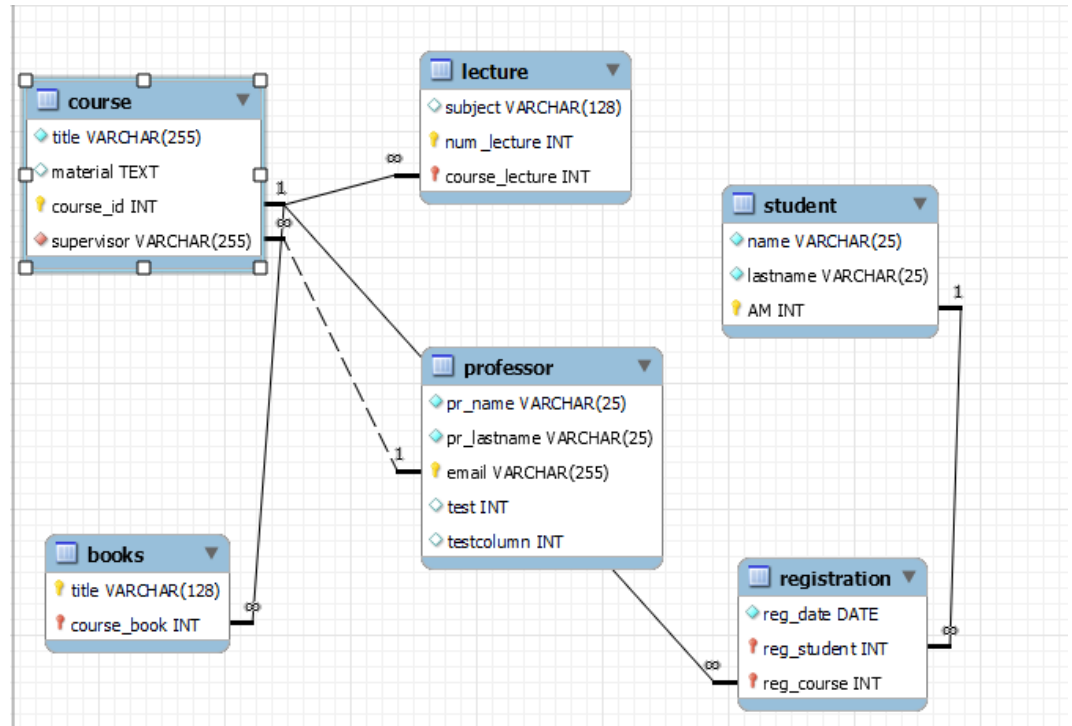 course
title VARCHAR(255)
material TEXT
course_id INT
supervisor VARCHAR(255)
1
∞
lecture
subject VARCHAR(128)
num _lecture INT
course_lecture INT
∞
student
name VARCHAR(25)
lastname VARCHAR(25)
AM INT
1
professor
pr_name VARCHAR(25)
pr_lastname VARCHAR(25)
email VARCHAR(255)
test INT
testcolumn INT
1
books
title VARCHAR(128)
course_book INT
∞
registration
reg_date DATE
reg_student INT
reg_course INT
∞
∞